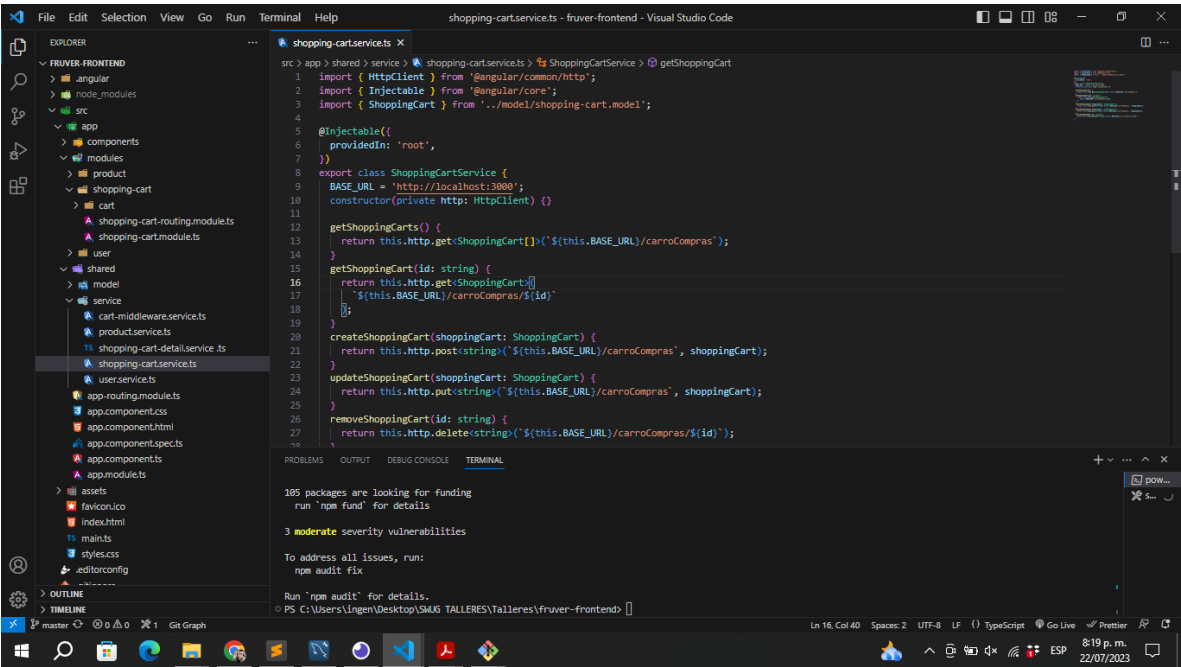 File Edit Selection View Go Run Terminal Help
shopping-cart.service.ts - fruver-frontend - Visual Studio Code
EXPLORER
FRUVER-FRONTEND
.angular
node_modules
src
app
components
modules
product
shopping-cart
cart
shopping-cart-routing.module.ts
shopping-cart.module.ts
user
shared
model
service
cart-middleware.service.ts
product.service.ts
TS shopping-cart-detail.service .ts
shopping-cart.service.ts
user.service.ts
app-routing.module.ts
app.component.css
app.component.html
app.component.spec.ts
app.component.ts
app.module.ts
assets
favicon.ico
index.html
TS main.ts
styles.css
.editorconfig
OUTLINE
TIMELINE
shopping-cart.service.ts
src > app > shared > service > shopping-cart.service.ts > ShoppingCartService > getShoppingCart
1 import { HttpClient } from '@angular/common/http';
2 import { Injectable } from '@angular/core';
3 import { ShoppingCart } from '../model/shopping-cart.model';
4
5 @Injectable({
6 providedIn: 'root',
7 })
8 export class ShoppingCartService {
9 BASE_URL = 'http://localhost:3000';
10 constructor(private http: HttpClient) {}
11
12 getShoppingCarts() {
13 return this.http.get<ShoppingCart[]>(`${this.BASE_URL}/carroCompras`);
14 }
15 getShoppingCart(id: string) {
16 return this.http.get<ShoppingCart>(
17 `${this.BASE_URL}/carroCompras/${id}`
18 );
19 }
20 createShoppingCart(shoppingCart: ShoppingCart) {
21 return this.http.post<string>(`${this.BASE_URL}/carroCompras`, shoppingCart);
22 }
23 updateShoppingCart(shoppingCart: ShoppingCart) {
24 return this.http.put<string>(`${this.BASE_URL}/carroCompras`, shoppingCart);
25 }
26 removeShoppingCart(id: string) {
27 return this.http.delete<string>(`${this.BASE_URL}/carroCompras/${id}`);
28 }
PROBLEMS OUTPUT DEBUG CONSOLE TERMINAL
pow...
s...
105 packages are looking for funding
run `npm fund` for details
3 moderate severity vulnerabilities
To address all issues, run:
npm audit fix
Run `npm audit` for details.
PS C:\Users\ingen\Desktop\SWUG TALLERES\Talleres\fruver-frontend>
master 0 0 1 Git Graph
Ln 16, Col 40 Spaces: 2 UTF-8 LF {} TypeScript Go Live Prettier
ESP
8:19 p. m.
22/07/2023